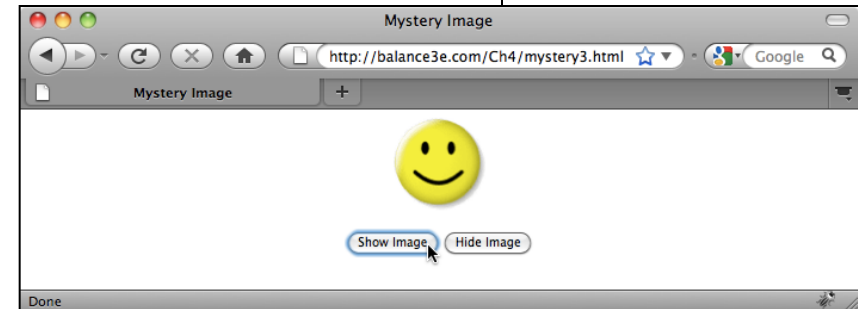 Mystery Image
http://balance3e.com/Ch4/mystery3.html
Google
Mystery Image
+
Show Image Hide Image
Done